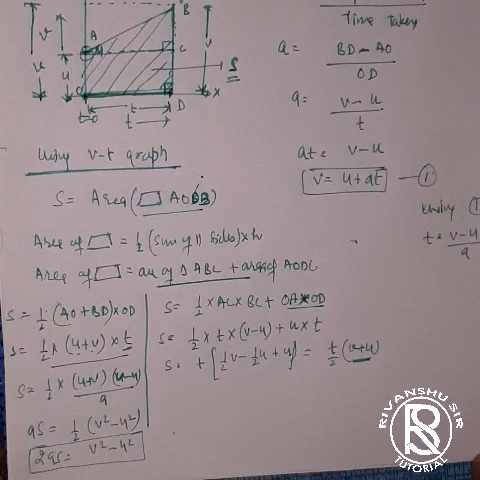 B
A
C
v
u
S
O
D
x
t=0
t
Time taken
a = BD - AO / OD
a = v - u / t
at = v - u
v = u + at — ①
using ①
t = v-u / a
Using v-t graph
S = Area (▱ AODB)
Area of ▱ = 1/2 (sum of || sides) × h
Area of ▱ = of Δ ABC + area of AODC
S = 1/2 (AO + BD) × OD
S = 1/2 × (u+v) × t
S = 1/2 × (u+v) (v-u) / a
aS = 1/2 (v² - u²)
2aS = v² - u²
S = 1/2 × AC × BC + OA × OD
S = 1/2 × t × (v-u) + u × t
S = t [1/2 v - 1/2 u + u] = t/2 (v+u)
RIVANSHU SIR
RS
TUTORIAL